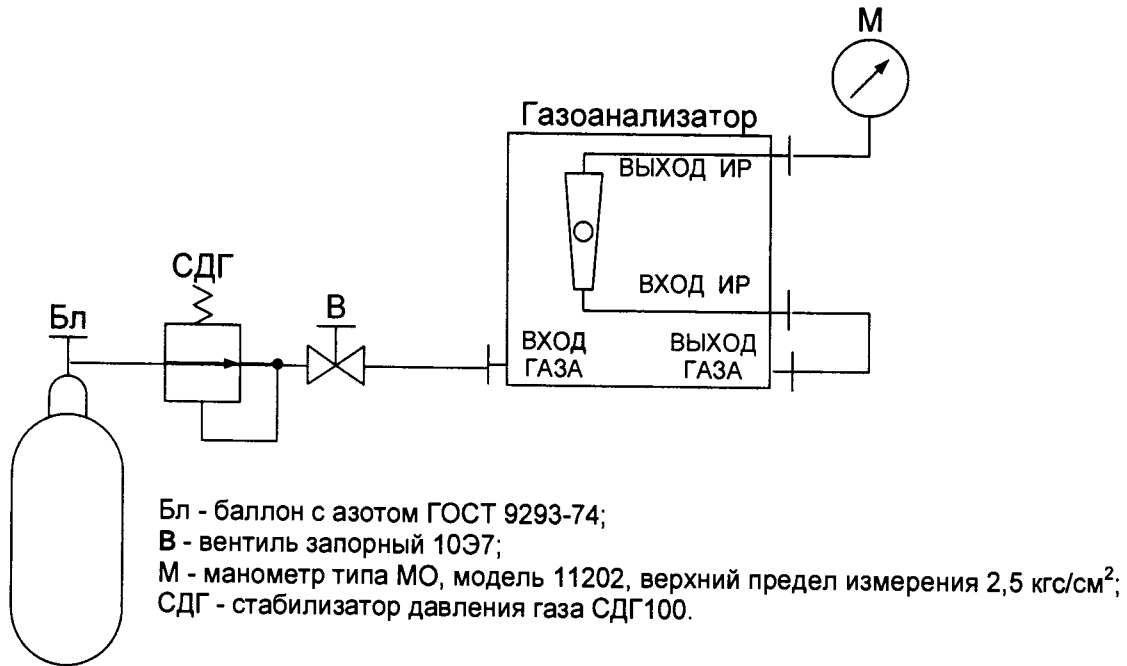 М
Газоанализатор
ВЫХОД ИР
СДГ
ВХОД ИР
Бл
В
ВХОД
ГАЗА
ВЫХОД
ГАЗА
Бл - баллон с азотом ГОСТ 9293-74;
В - вентиль запорный 10Э7;
М - манометр типа МО, модель 11202, верхний предел измерения 2,5 кгс/см²;
СДГ - стабилизатор давления газа СДГ100.